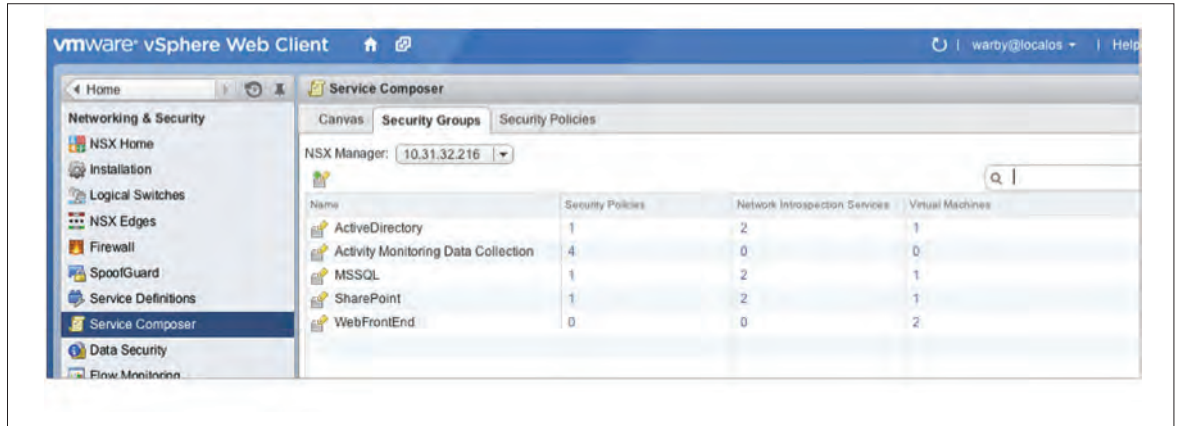 vmware® vSphere Web Client
warby@localos
Help
Home
Service Composer
Networking & Security
NSX Home
Installation
Logical Switches
NSX Edges
Firewall
SpoofGuard
Service Definitions
Service Composer
Data Security
Flow Monitoring
Canvas Security Groups Security Policies
NSX Manager: 10.31.32.216
Name Security Policies Network Introspection Services Virtual Machines
ActiveDirectory 1 2 1
Activity Monitoring Data Collection 4 0 0
MSSQL 1 2 1
SharePoint 1 2 1
WebFrontEnd 0 0 2